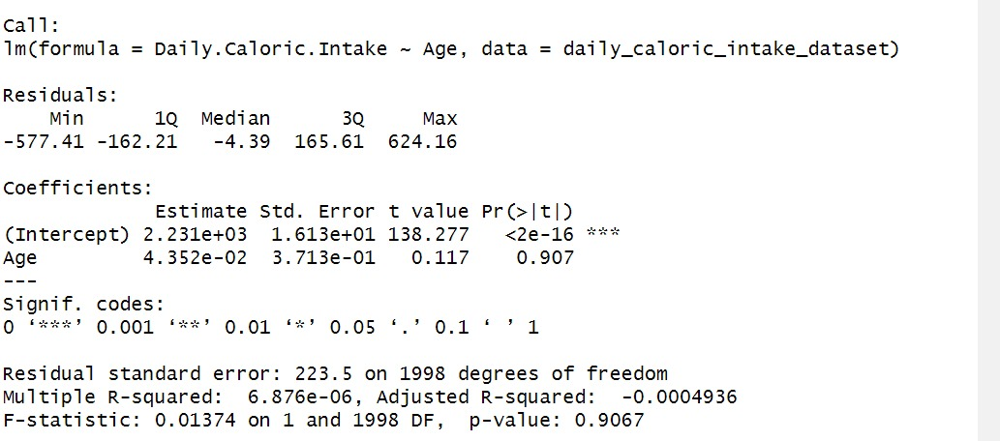 Call:
lm(formula = Daily.Caloric.Intake ~ Age, data = daily_caloric_intake_dataset)
Residuals:
Min 1Q Median 3Q Max
-577.41 -162.21 -4.39 165.61 624.16
Coefficients:
Estimate Std. Error t value Pr(>|t|)
(Intercept) 2.231e+03 1.613e+01 138.277 <2e-16 ***
Age 4.352e-02 3.713e-01 0.117 0.907
---
Signif. codes:
0 ‘***’ 0.001 ‘**’ 0.01 ‘*’ 0.05 ‘.’ 0.1 ‘ ’ 1
Residual standard error: 223.5 on 1998 degrees of freedom
Multiple R-squared: 6.876e-06, Adjusted R-squared: -0.0004936
F-statistic: 0.01374 on 1 and 1998 DF, p-value: 0.9067